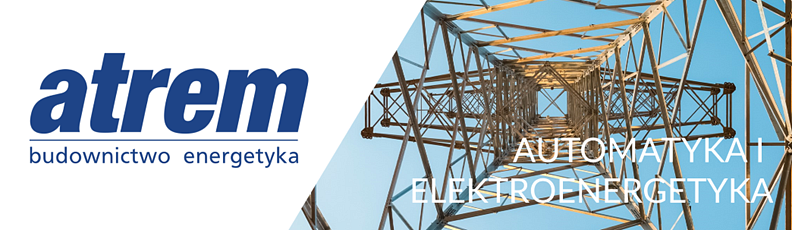 atrem
budownictwo energetyka
AUTOMATYKA I
ELEKTROENERGETYKA